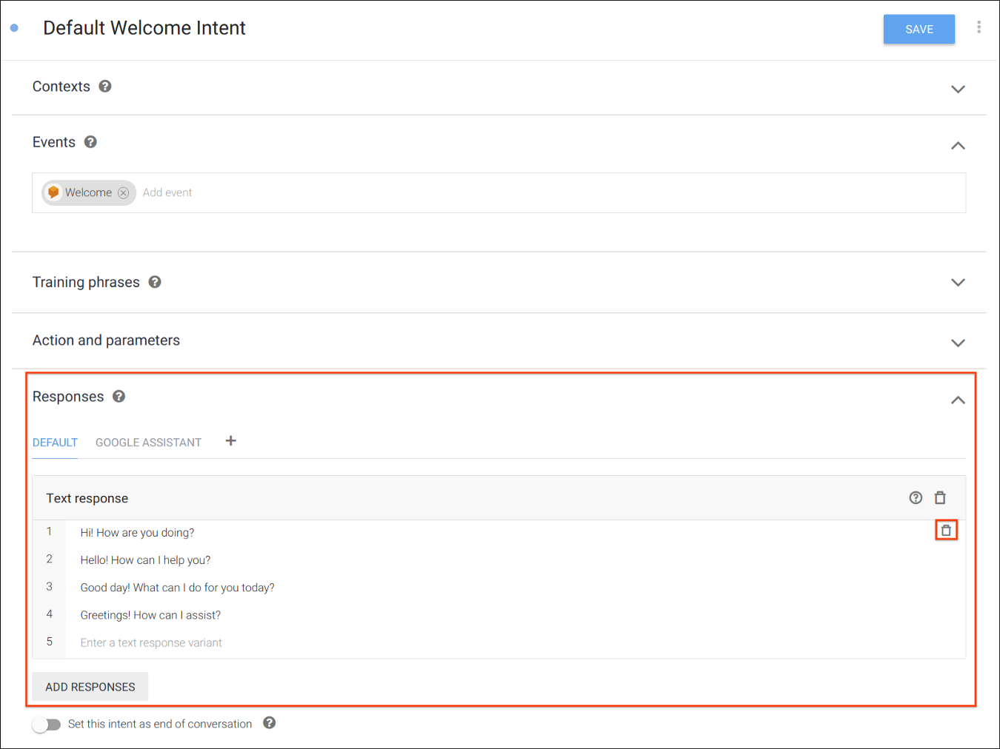 Default Welcome Intent
SAVE
Contexts
Events
Welcome Add event
Training phrases
Action and parameters
Responses
DEFAULT GOOGLE ASSISTANT +
Text response
1 Hi! How are you doing?
2 Hello! How can I help you?
3 Good day! What can I do for you today?
4 Greetings! How can I assist?
5 Enter a text response variant
ADD RESPONSES
Set this intent as end of conversation